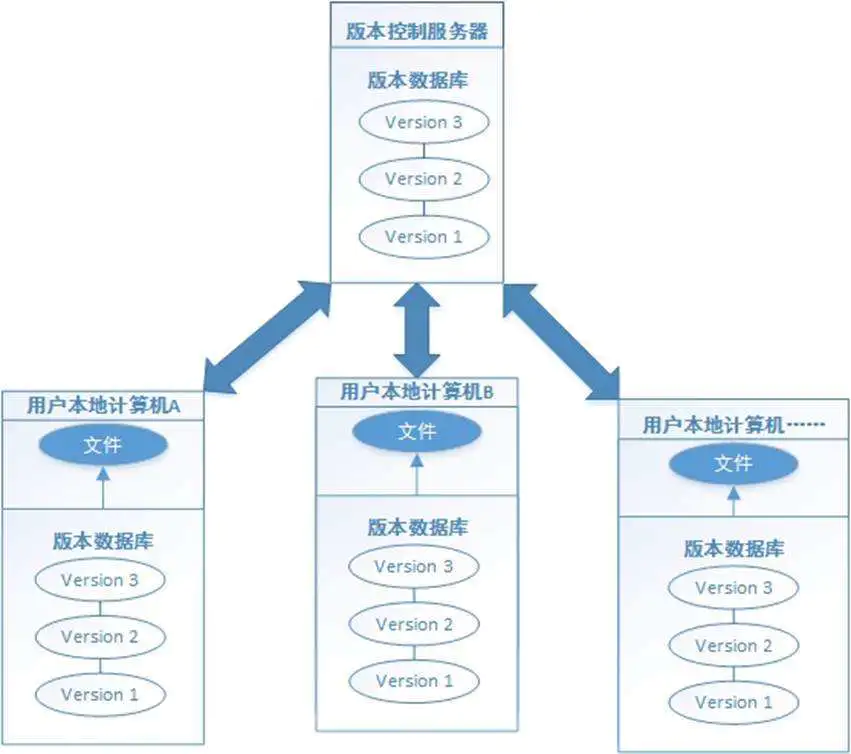 版本控制服务器
版本数据库
Version 3
Version 2
Version 1
用户本地计算机A
文件
版本数据库
Version 3
Version 2
Version 1
用户本地计算机B
文件
版本数据库
Version 3
Version 2
Version 1
用户本地计算机……
文件
版本数据库
Version 3
Version 2
Version 1